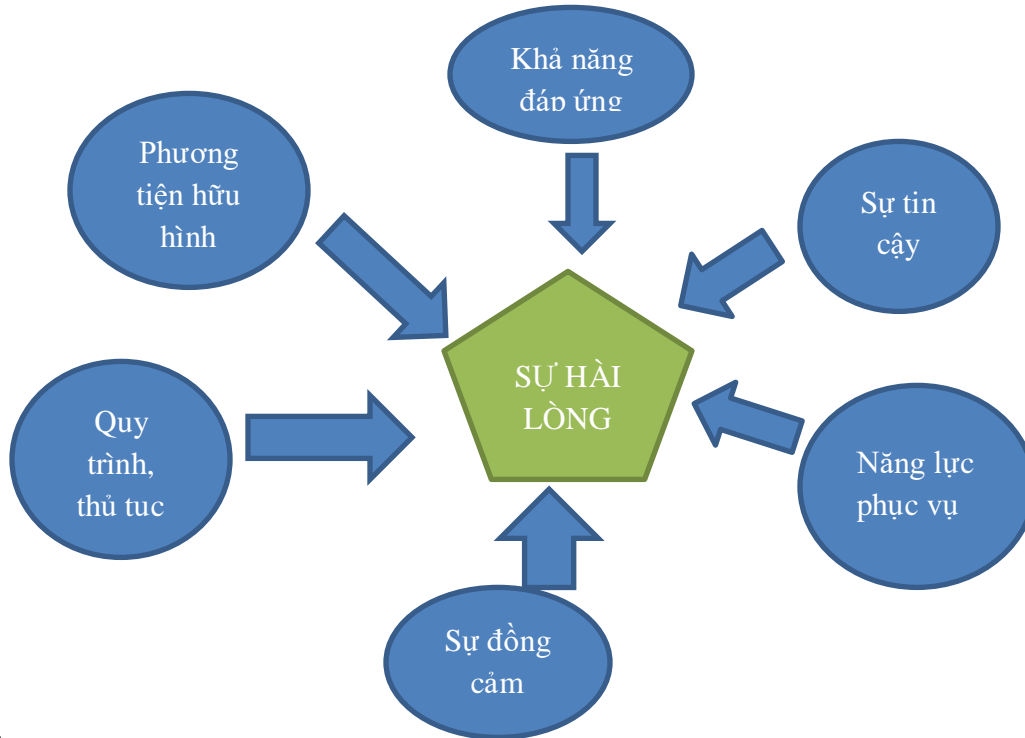 Khả năng
đáp ứng
Phương
tiện hữu
hình
Sự tin
cậy
SỰ HÀI
LÒNG
Quy
trình,
thủ tục
Năng lực
phục vụ
Sự đồng
cảm